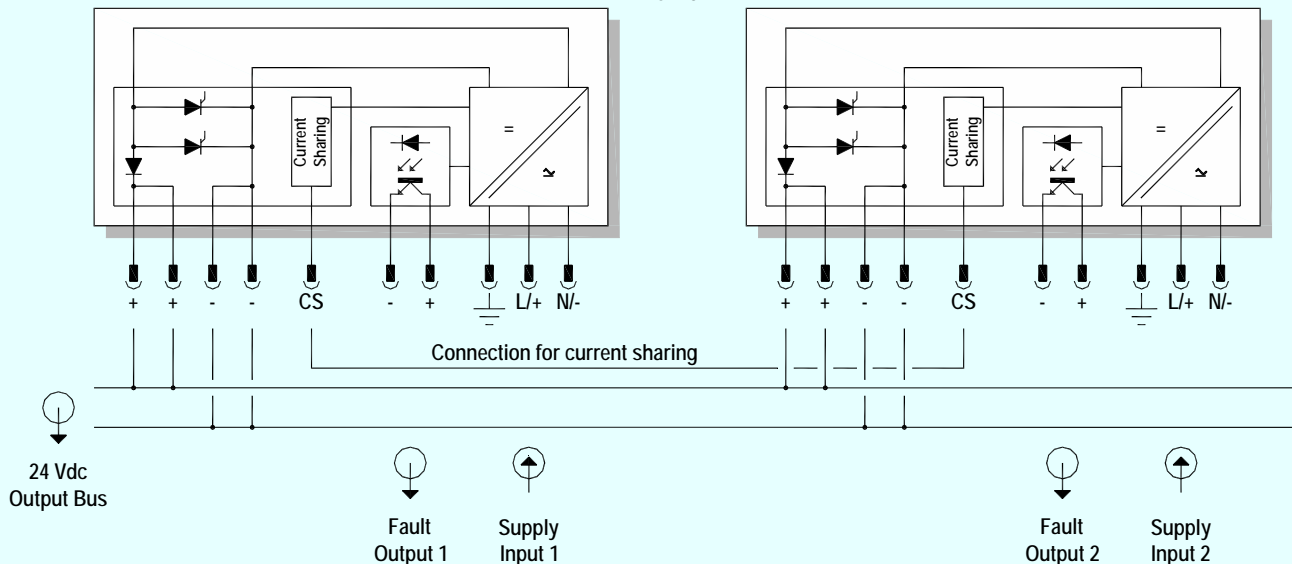 Current
Sharing
=
Current
Sharing
=
+ + - - CS - + L/+ N/-
+ + - - CS - + L/+ N/-
Connection for current sharing
24 Vdc
Output Bus
Fault
Output 1
Supply
Input 1
Fault
Output 2
Supply
Input 2